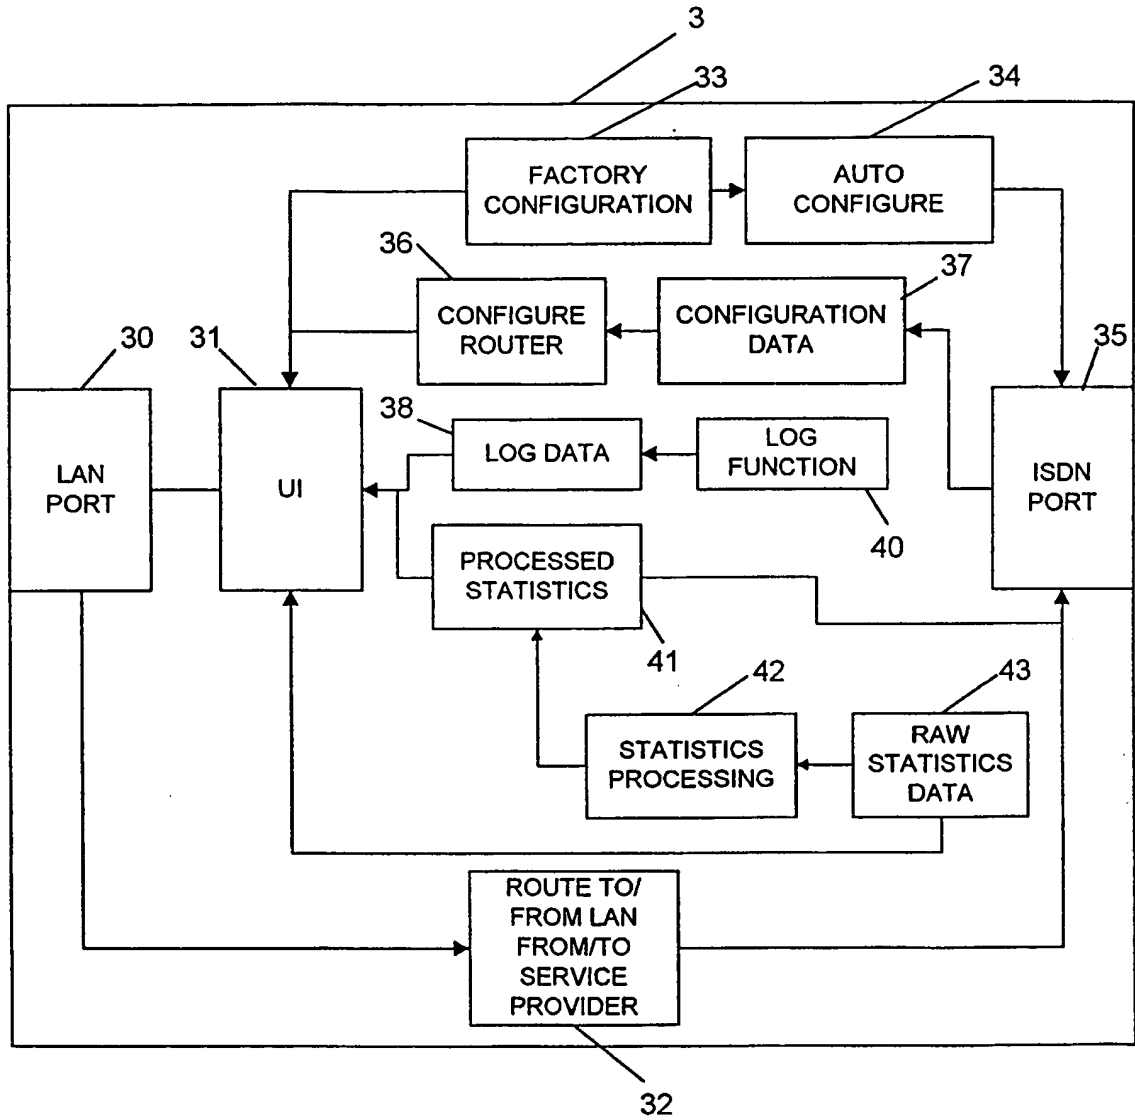 3
33
34
FACTORY
CONFIGURATION
AUTO
CONFIGURE
36
37
CONFIGURE
ROUTER
CONFIGURATION
DATA
30
31
35
38
LAN
PORT
UI
LOG DATA
LOG
FUNCTION
ISDN
PORT
40
PROCESSED
STATISTICS
41
42
43
STATISTICS
PROCESSING
RAW
STATISTICS
DATA
ROUTE TO/
FROM LAN
FROM/TO
SERVICE
PROVIDER
32